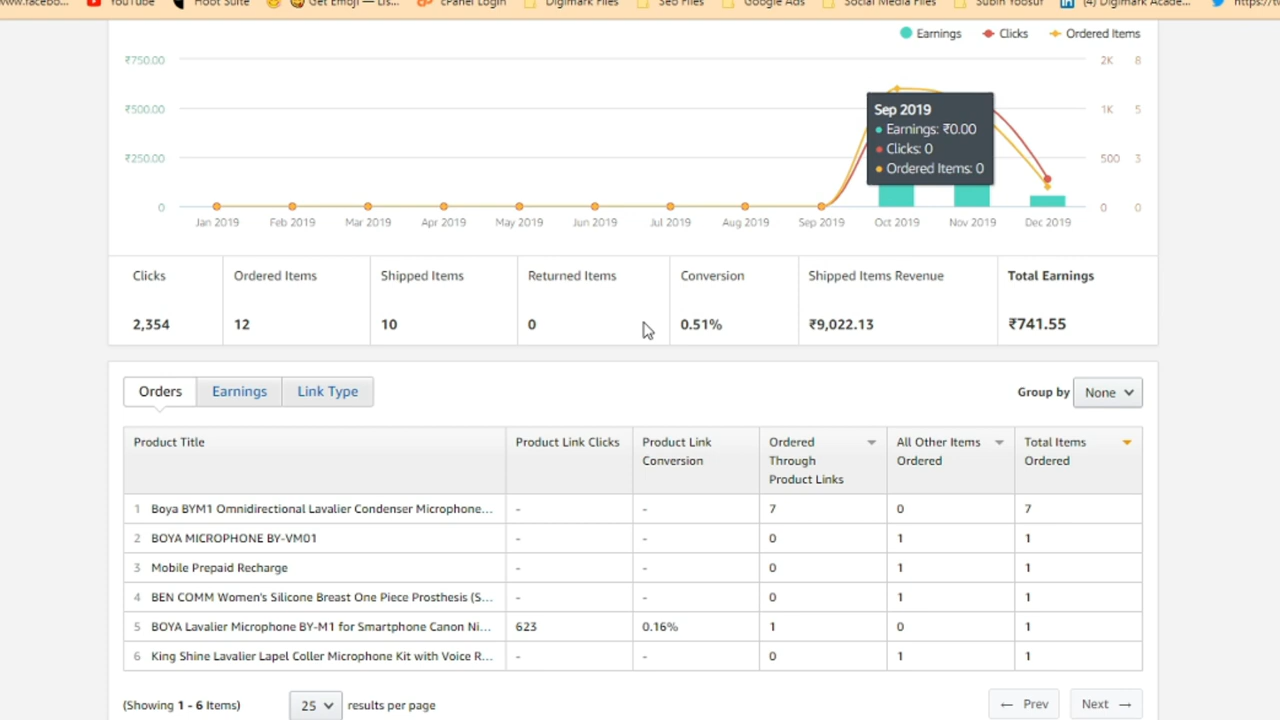 YouTube Hoot Suite Get Emoji — Lis... cPanel Login Digimark Files Seo Files Google Ads Social Media Files Subin Yoosuf (4) Digimark Acade...
Earnings Clicks Ordered Items
₹750.00 2K 8
₹500.00 1K 5
₹250.00 500 3
0 0 0
Sep 2019
Earnings: ₹0.00
Clicks: 0
Ordered Items: 0
Jan 2019 Feb 2019 Mar 2019 Apr 2019 May 2019 Jun 2019 Jul 2019 Aug 2019 Sep 2019 Oct 2019 Nov 2019 Dec 2019
Clicks Ordered Items Shipped Items Returned Items Conversion Shipped Items Revenue Total Earnings
2,354 12 10 0 0.51% ₹9,022.13 ₹741.55
Orders Earnings Link Type Group by None
Product Title Product Link Clicks Product Link Conversion Ordered Through Product Links All Other Items Ordered Total Items Ordered
1 Boya BYM1 Omnidirectional Lavalier Condenser Microphone... - - 7 0 7
2 BOYA MICROPHONE BY-VM01 - - 0 1 1
3 Mobile Prepaid Recharge - - 0 1 1
4 BEN COMM Women's Silicone Breast One Piece Prosthesis (S... - - 0 1 1
5 BOYA Lavalier Microphone BY-M1 for Smartphone Canon Ni... 623 0.16% 1 0 1
6 King Shine Lavalier Lapel Coller Microphone Kit with Voice R... - - 0 1 1
(Showing 1 - 6 Items) 25 results per page ← Prev Next →